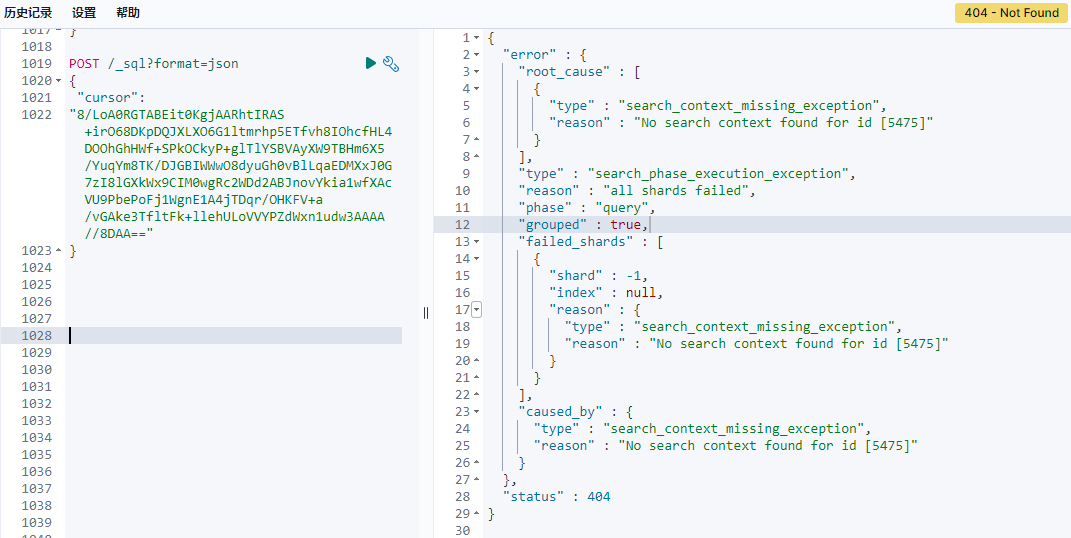 历史记录 设置 帮助
404 - Not Found
1017 }
1018
1019 POST /_sql?format=json
1020 {
1021 "cursor":
1022 "8/LoA0RGTABEit0KgjAARhtIRAS
+irO68DKpDQJXLXO6G1ltmrhp5ETfvh8IOhcfHL4
DOOhGhHWf+SPkOCkyP+glTlYSBVAyXW9TBHm6X5
/YuqYm8TK/DJGBIWWwO8dyuGh0vBlLqaEDMXxJ0G
7zI8lGXkWx9CIM0wgRc2WDd2ABJnovYkia1wfXAc
VU9PbePoFj1WgnE1A4jTDqr/OHKFV+a
/vGAke3TfltFk+llehULoVVYPZdWxn1udw3AAAA
//8DAA=="
1023 }
1024
1025
1026
1027
1028
1029
1030
1031
1032
1033
1034
1035
1036
1037
1038
1039
1040
1 {
2 "error" : {
3 "root_cause" : [
4 {
5 "type" : "search_context_missing_exception",
6 "reason" : "No search context found for id [5475]"
7 }
8 ],
9 "type" : "search_phase_execution_exception",
10 "reason" : "all shards failed",
11 "phase" : "query",
12 "grouped" : true,
13 "failed_shards" : [
14 {
15 "shard" : -1,
16 "index" : null,
17 "reason" : {
18 "type" : "search_context_missing_exception",
19 "reason" : "No search context found for id [5475]"
20 }
21 }
22 ],
23 "caused_by" : {
24 "type" : "search_context_missing_exception",
25 "reason" : "No search context found for id [5475]"
26 }
27 },
28 "status" : 404
29 }
30